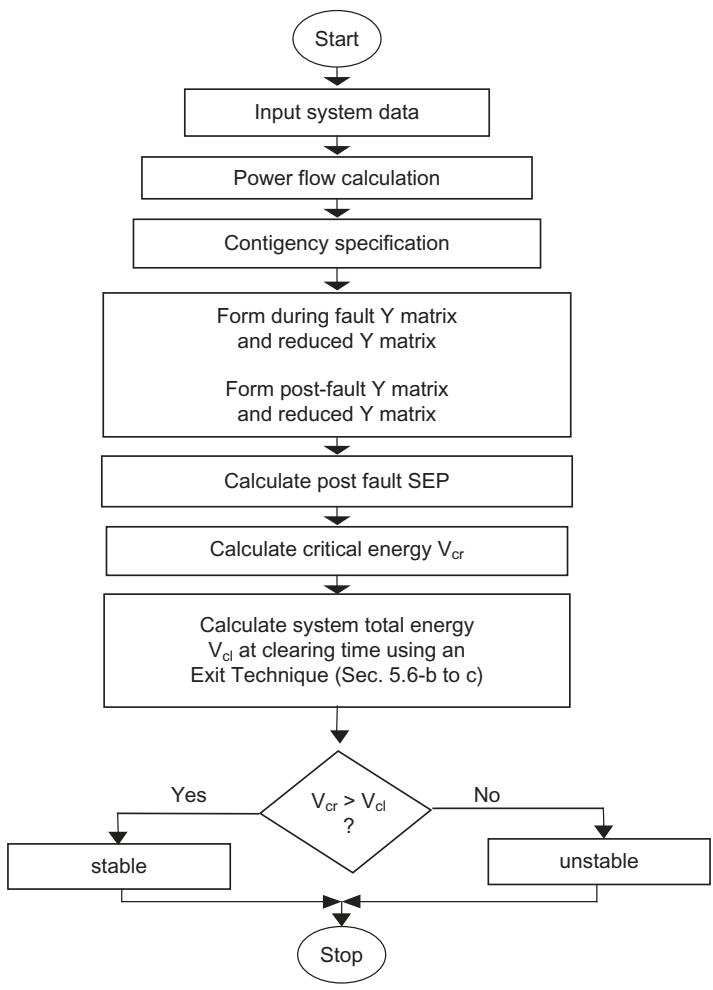 Start
Input system data
Power flow calculation
Contigency specification
Form during fault Y matrix
and reduced Y matrix
Form post-fault Y matrix
and reduced Y matrix
Calculate post fault SEP
Calculate critical energy Vcr
Calculate system total energy
Vcl at clearing time using an
Exit Technique (Sec. 5.6-b to c)
Yes
Vcr > Vcl
?
No
stable
unstable
Stop